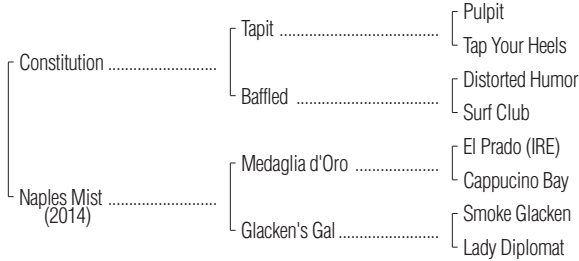 Pulpit
Tapit
Tap Your Heels
Constitution
Distorted Humor
Baffled
Surf Club
El Prado (IRE)
Medaglia d'Oro
Cappucino Bay
Naples Mist
(2014)
Smoke Glacken
Glacken's Gal
Lady Diplomat